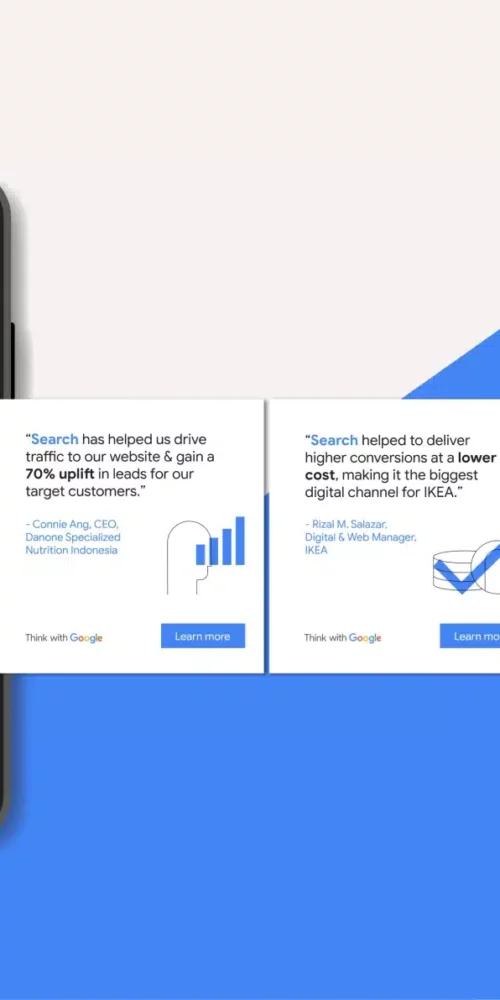 “Search has helped us drive
traffic to our website & gain a
70% uplift in leads for our
target customers.”
- Connie Ang, CEO,
Danone Specialized
Nutrition Indonesia
Think with Google
Learn more
“Search helped to deliver
higher conversions at a lower
cost, making it the biggest
digital channel for IKEA.”
- Rizal M. Salazar,
Digital & Web Manager,
IKEA
Think with Google
Learn mo